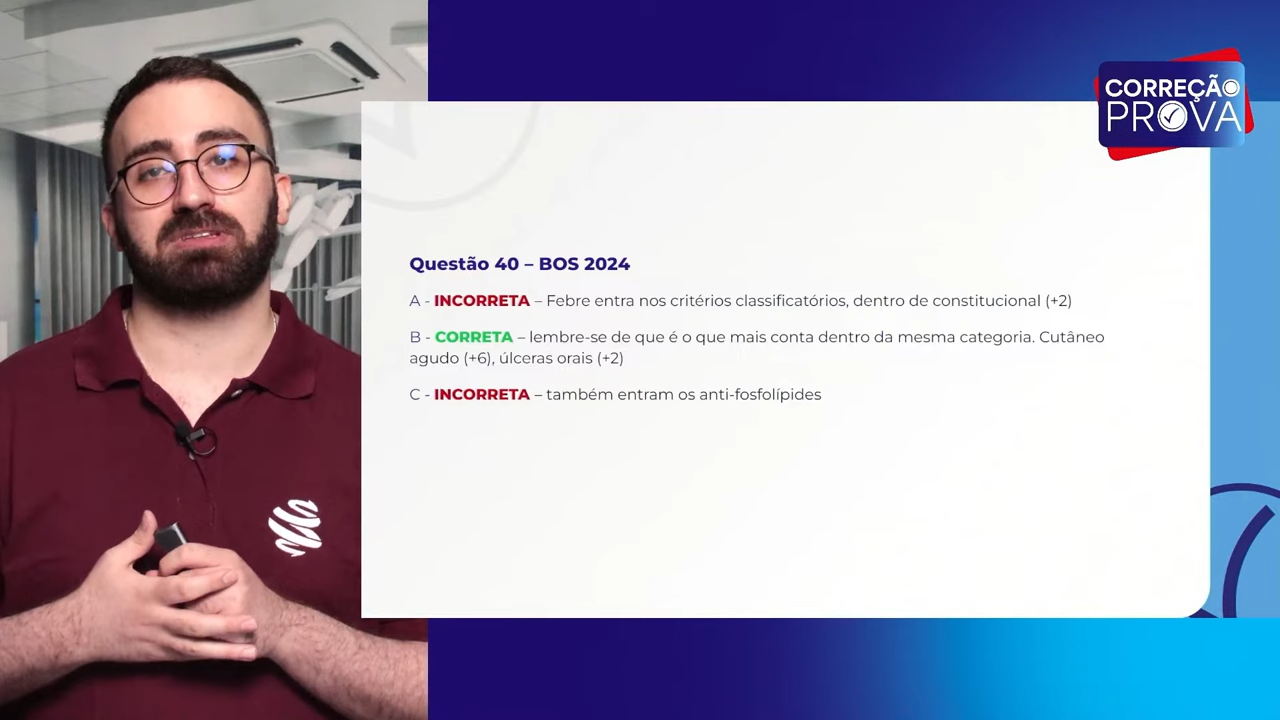 CORREÇÃO
PROVA
Questão 40 – BOS 2024
A - INCORRETA – Febre entra nos critérios classificatórios, dentro de constitucional (+2)
B - CORRETA – lembre-se de que é o que mais conta dentro da mesma categoria. Cutâneo
agudo (+6), úlceras orais (+2)
C - INCORRETA – também entram os anti-fosfolípides